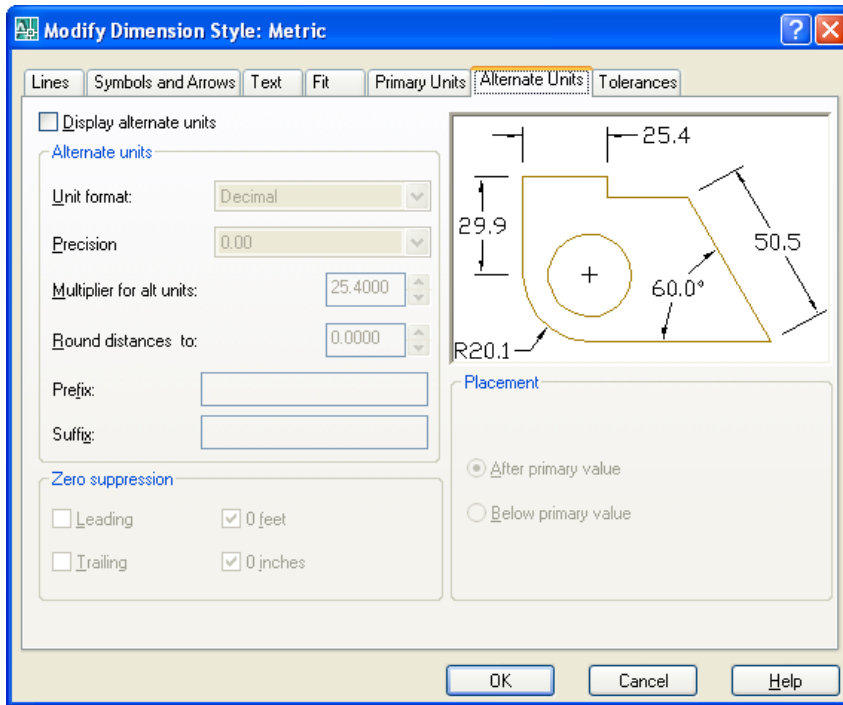 Modify Dimension Style: Metric
Lines Symbols and Arrows Text Fit Primary Units Alternate Units Tolerances
Display alternate units
Alternate units
Unit format: Decimal
Precision 0.00
Multiplier for alt units: 25.4000
Round distances to: 0.0000
Prefix:
Suffix:
Zero suppression
Leading 0 feet
Trailing 0 inches
25.4
29.9
50.5
60.0°
R20.1
Placement
After primary value
Below primary value
OK Cancel Help